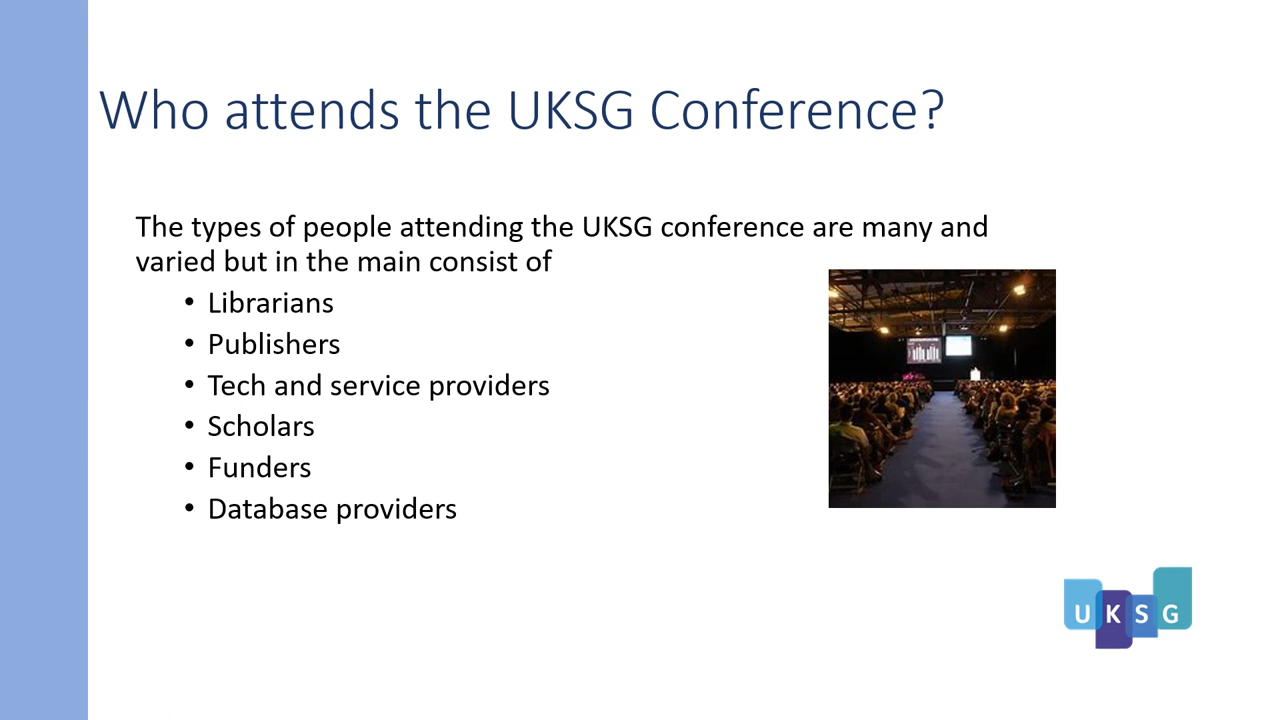 Who attends the UKSG Conference?
The types of people attending the UKSG conference are many and
varied but in the main consist of
• Librarians
• Publishers
• Tech and service providers
• Scholars
• Funders
• Database providers
UKSG